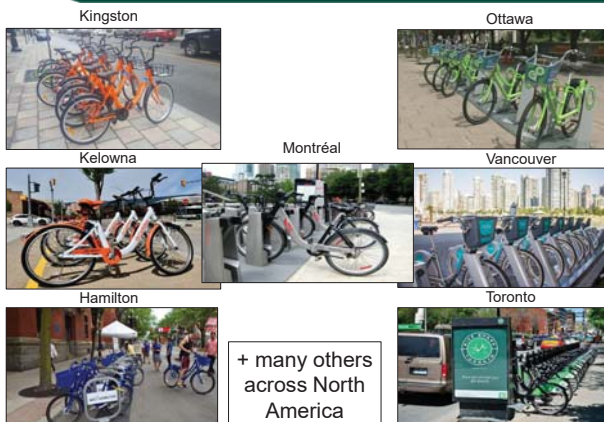 Kingston
Ottawa
Kelowna
Montréal
Vancouver
Hamilton
Toronto
+ many others
across North
America